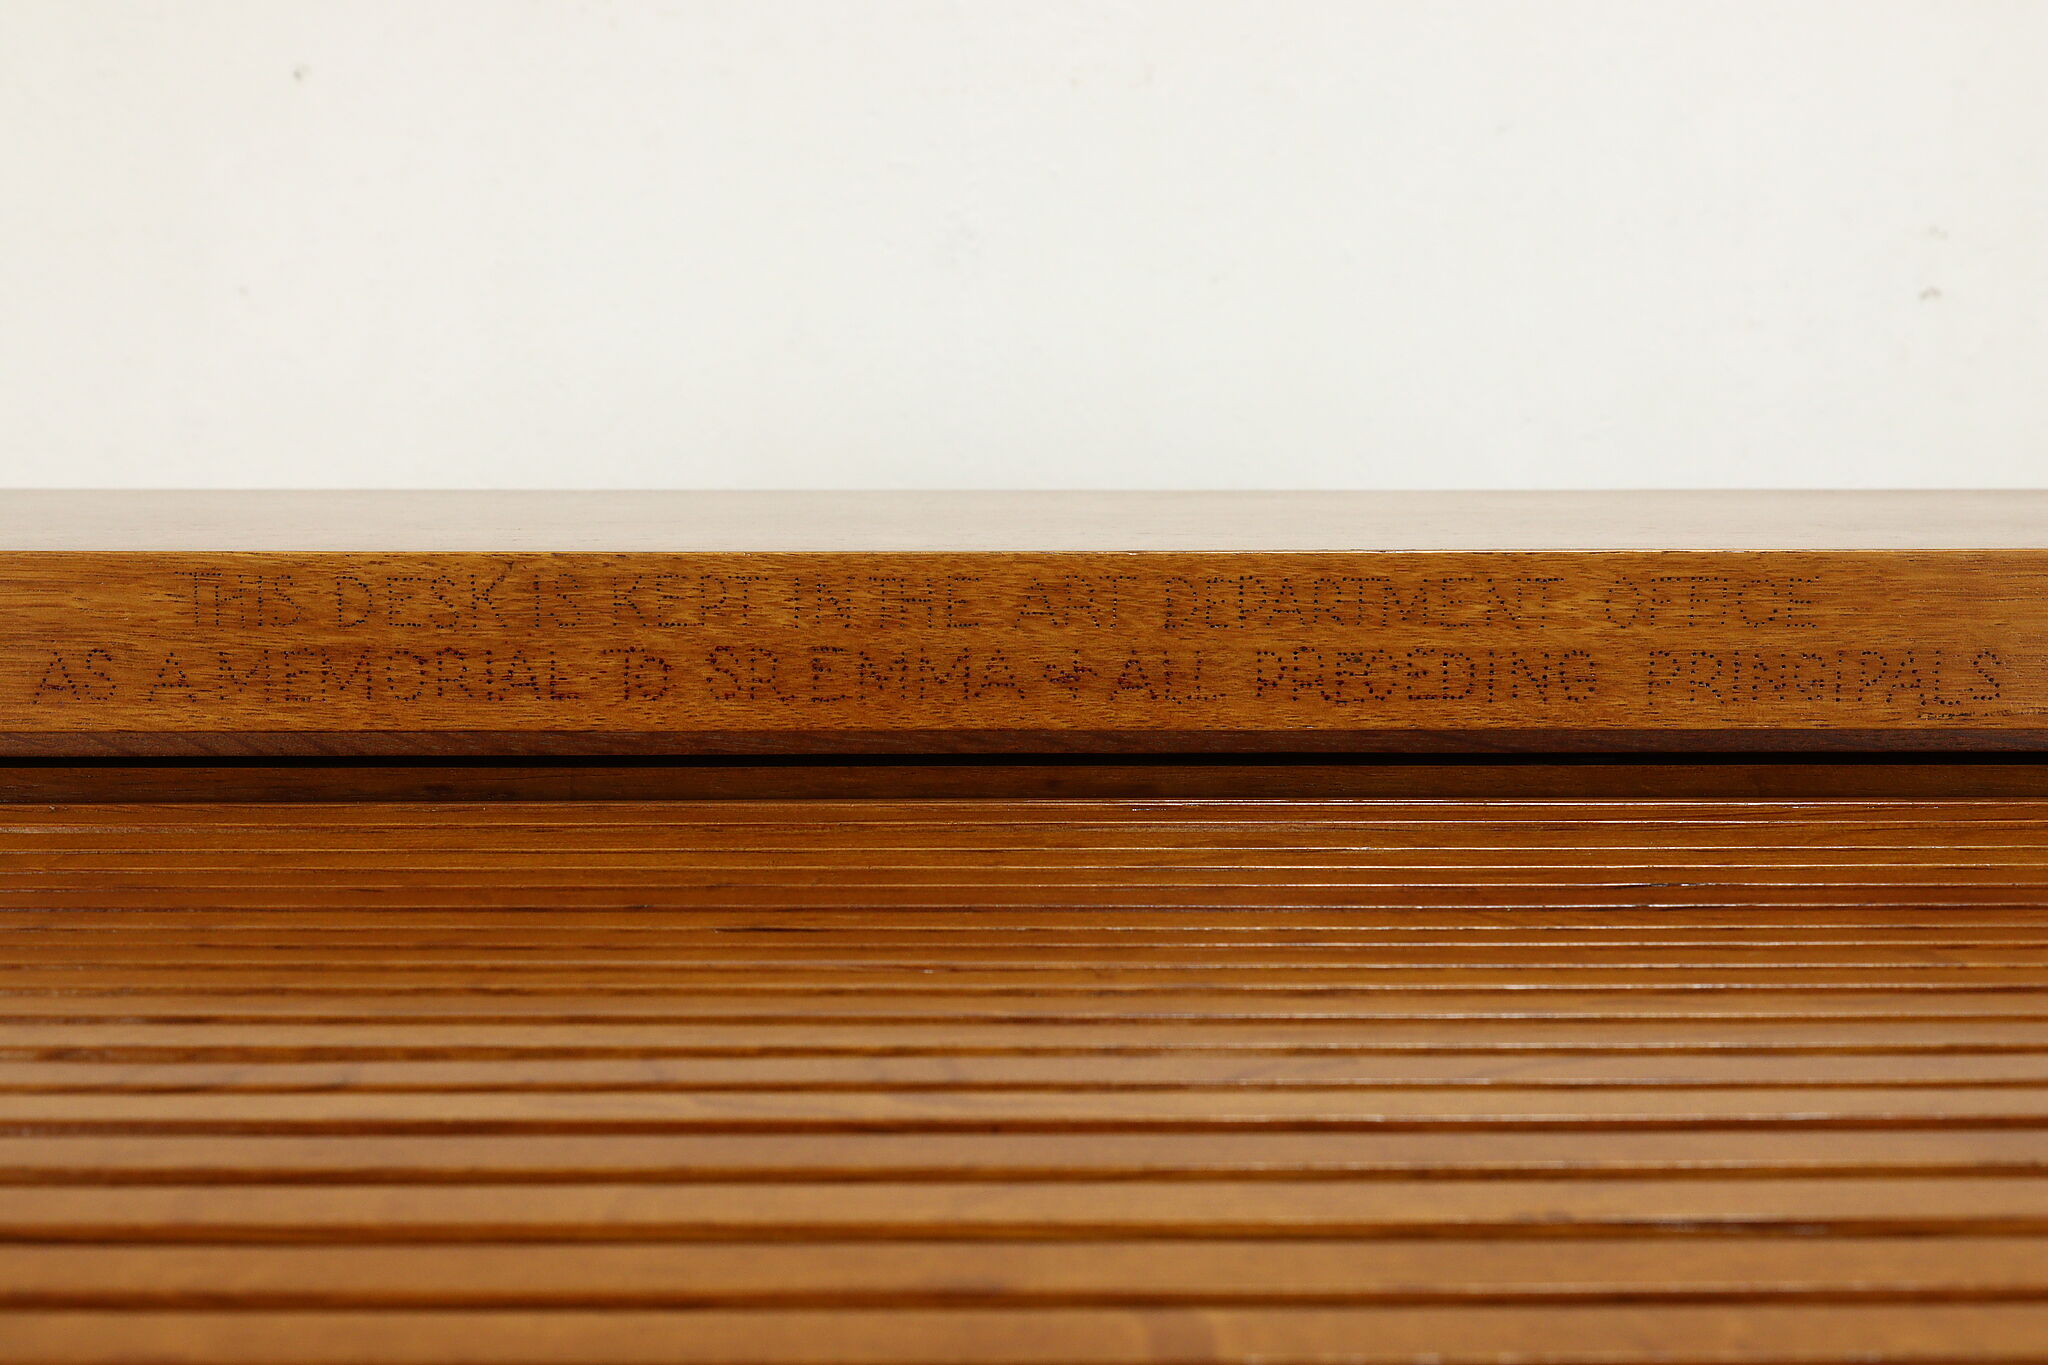 THIS DESK IS KEPT IN THE ART DEPARTMENT OFFICE
AS A MEMORIAL TO SR. EMMA + ALL PRECEDING PRINCIPALS